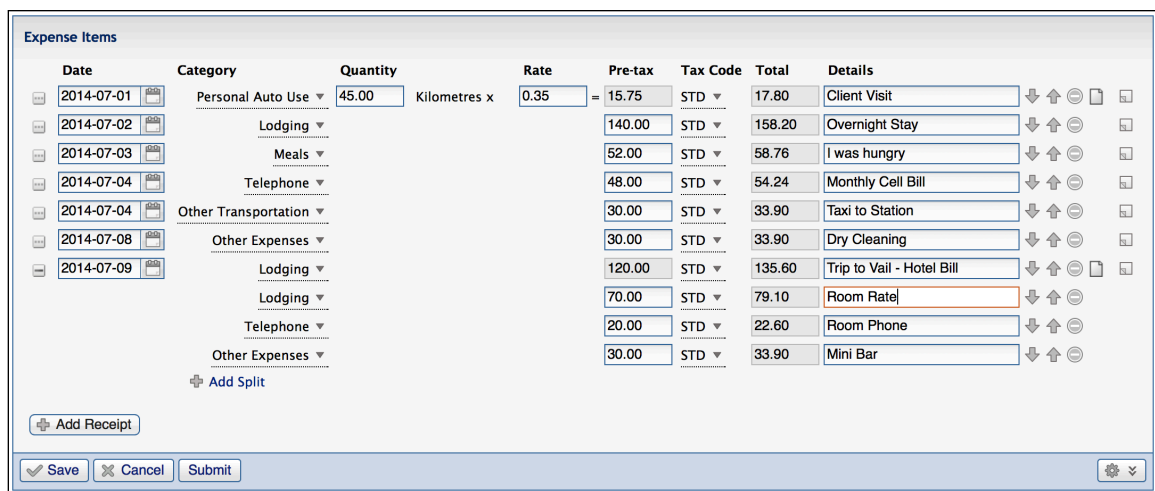 Expense Items
Date Category Quantity Rate Pre-tax Tax Code Total Details
2014-07-01 Personal Auto Use 45.00 Kilometres x 0.35 = 15.75 STD 17.80 Client Visit
2014-07-02 Lodging 140.00 STD 158.20 Overnight Stay
2014-07-03 Meals 52.00 STD 58.76 I was hungry
2014-07-04 Telephone 48.00 STD 54.24 Monthly Cell Bill
2014-07-04 Other Transportation 30.00 STD 33.90 Taxi to Station
2014-07-08 Other Expenses 30.00 STD 33.90 Dry Cleaning
2014-07-09 Lodging 120.00 STD 135.60 Trip to Vail - Hotel Bill
Lodging 70.00 STD 79.10 Room Rate
Telephone 20.00 STD 22.60 Room Phone
Other Expenses 30.00 STD 33.90 Mini Bar
Add Split
Add Receipt
Save Cancel Submit